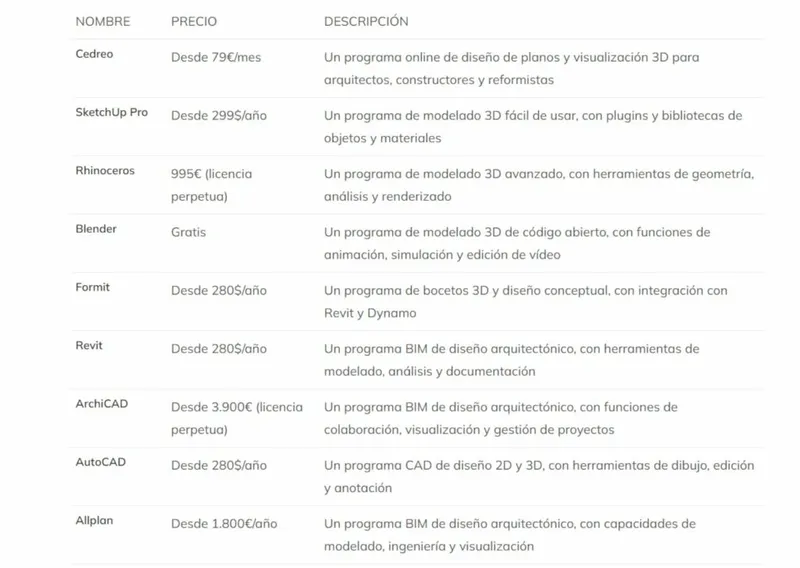 NOMBRE PRECIO DESCRIPCIÓN
Cedreo Desde 79€/mes Un programa online de diseño de planos y visualización 3D para
arquitectos, constructores y reformistas
SketchUp Pro Desde 299$/año Un programa de modelado 3D fácil de usar, con plugins y bibliotecas de
objetos y materiales
Rhinoceros 995€ (licencia Un programa de modelado 3D avanzado, con herramientas de geometría,
perpetua) análisis y renderizado
Blender Gratis Un programa de modelado 3D de código abierto, con funciones de
animación, simulación y edición de vídeo
Formit Desde 280$/año Un programa de bocetos 3D y diseño conceptual, con integración con
Revit y Dynamo
Revit Desde 280$/año Un programa BIM de diseño arquitectónico, con herramientas de
modelado, análisis y documentación
ArchiCAD Desde 3.900€ (licencia Un programa BIM de diseño arquitectónico, con funciones de
perpetua) colaboración, visualización y gestión de proyectos
AutoCAD Desde 280$/año Un programa CAD de diseño 2D y 3D, con herramientas de dibujo, edición
y anotación
Allplan Desde 1.800€/año Un programa BIM de diseño arquitectónico, con capacidades de
modelado, ingeniería y visualización